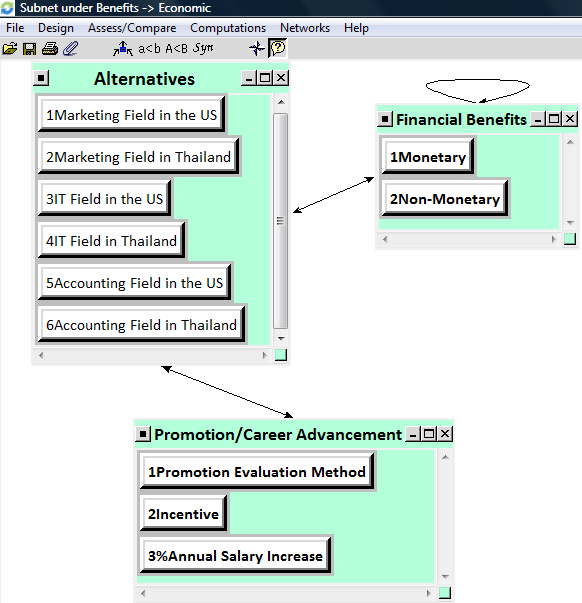 Subnet under Benefits -> Economic
File Design Assess/Compare Computations Networks Help
a<b A<B Syn
Alternatives
1Marketing Field in the US
2Marketing Field in Thailand
3IT Field in the US
4IT Field in Thailand
5Accounting Field in the US
6Accounting Field in Thailand
Financial Benefits
1Monetary
2Non-Monetary
Promotion/Career Advancement
1Promotion Evaluation Method
2Incentive
3%Annual Salary Increase